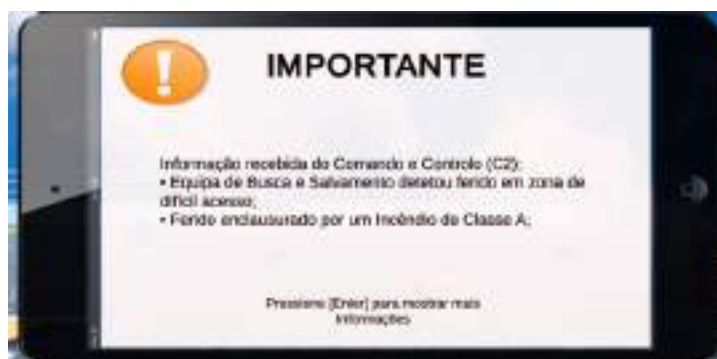 IMPORTANTE
Informação recebida do Comando e Controlo (C2):
• Equipa de Busca e Salvamento detetou ferido em zona de
difícil acesso;
• Ferido enclausurado por um Incêndio de Classe A;
Pressione [Enter] para mostrar mais
Informações